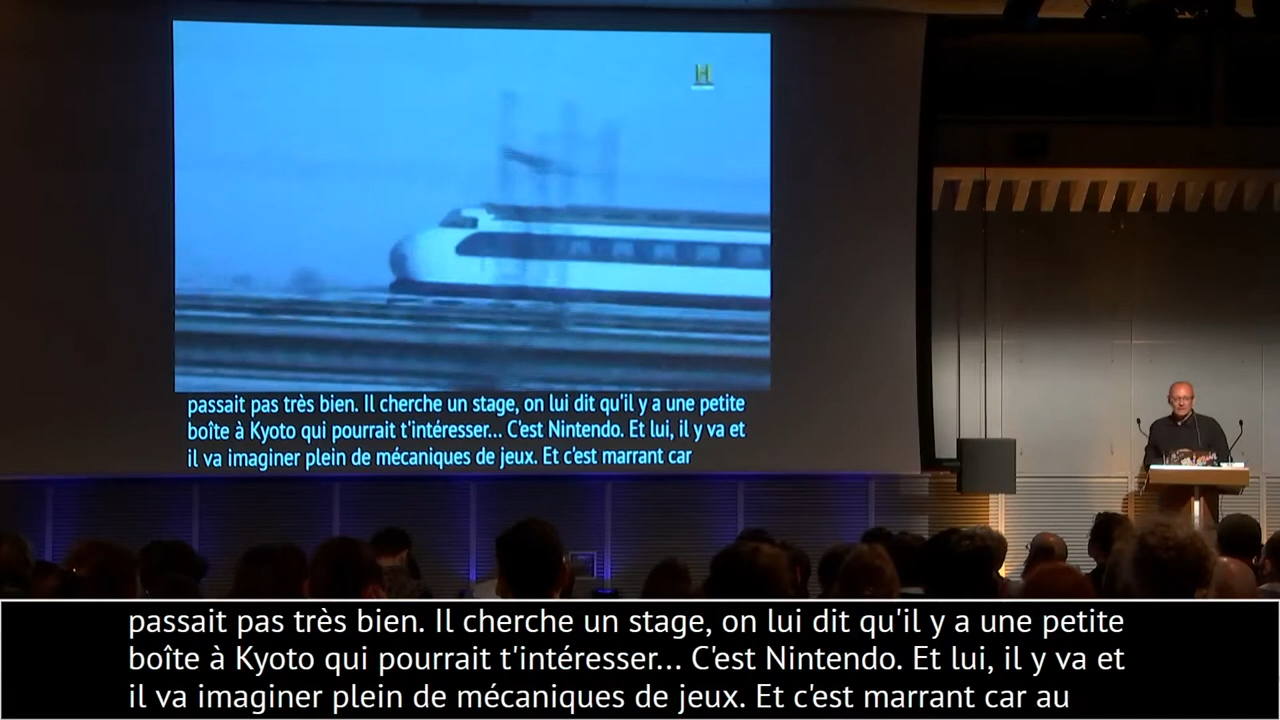 H
passait pas très bien. Il cherche un stage, on lui dit qu'il y a une petite
boîte à Kyoto qui pourrait t'intéresser... C'est Nintendo. Et lui, il y va et
il va imaginer plein de mécaniques de jeux. Et c'est marrant car
passait pas très bien. Il cherche un stage, on lui dit qu'il y a une petite
boîte à Kyoto qui pourrait t'intéresser... C'est Nintendo. Et lui, il y va et
il va imaginer plein de mécaniques de jeux. Et c'est marrant car au